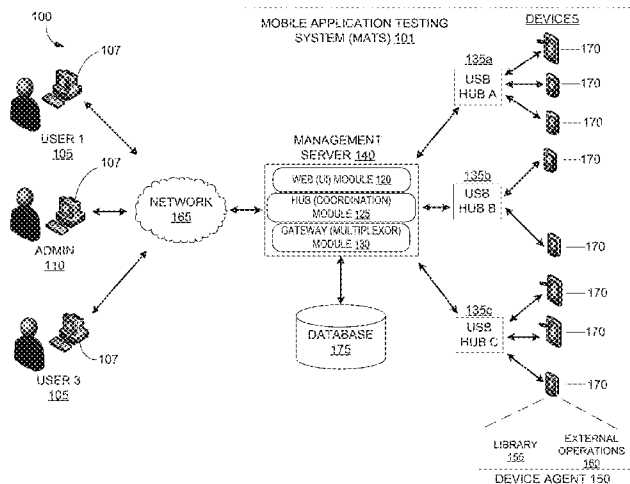 100
107
USER 1
105
107
ADMIN
110
107
USER 3
105
NETWORK
165
MOBILE APPLICATION TESTING
SYSTEM (MATS) 101
MANAGEMENT
SERVER 140
WEB (UI) MODULE 120
HUB (COORDINATION)
MODULE 125
GATEWAY (MULTIPLEXOR)
MODULE 130
DATABASE
175
135a
USB
HUB A
135b
USB
HUB B
135c
USB
HUB C
DEVICES
170
170
170
170
170
170
170
170
LIBRARY
155
EXTERNAL
OPERATIONS
160
DEVICE AGENT 150